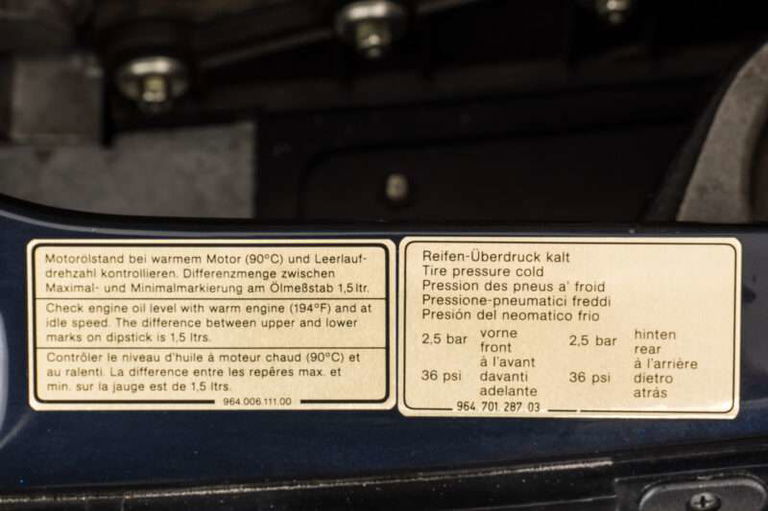 Motorölstand bei warmem Motor (90°C) und Leerlauf-
drehzahl kontrollieren. Differenzmenge zwischen
Maximal- und Minimalmarkierung am Ölmeßstab 1,5 ltr.
Check engine oil level with warm engine (194°F) and at
idle speed. The difference between upper and lower
marks on dipstick is 1,5 ltrs.
Contrôler le niveau d'huile à moteur chaud (90°C) et
au ralenti. La difference entre les repêres max. et
min. sur la jauge est de 1,5 ltrs.
964.006.111.00
Reifen-Überdruck kalt
Tire pressure cold
Pression des pneus a' froid
Pressione-pneumatici freddi
Presión del neomatico frio
2,5 bar vorne 2,5 bar hinten
front rear
à l'avant à l'arrière
36 psi davanti 36 psi dietro
adelante atrás
964.701.287.03